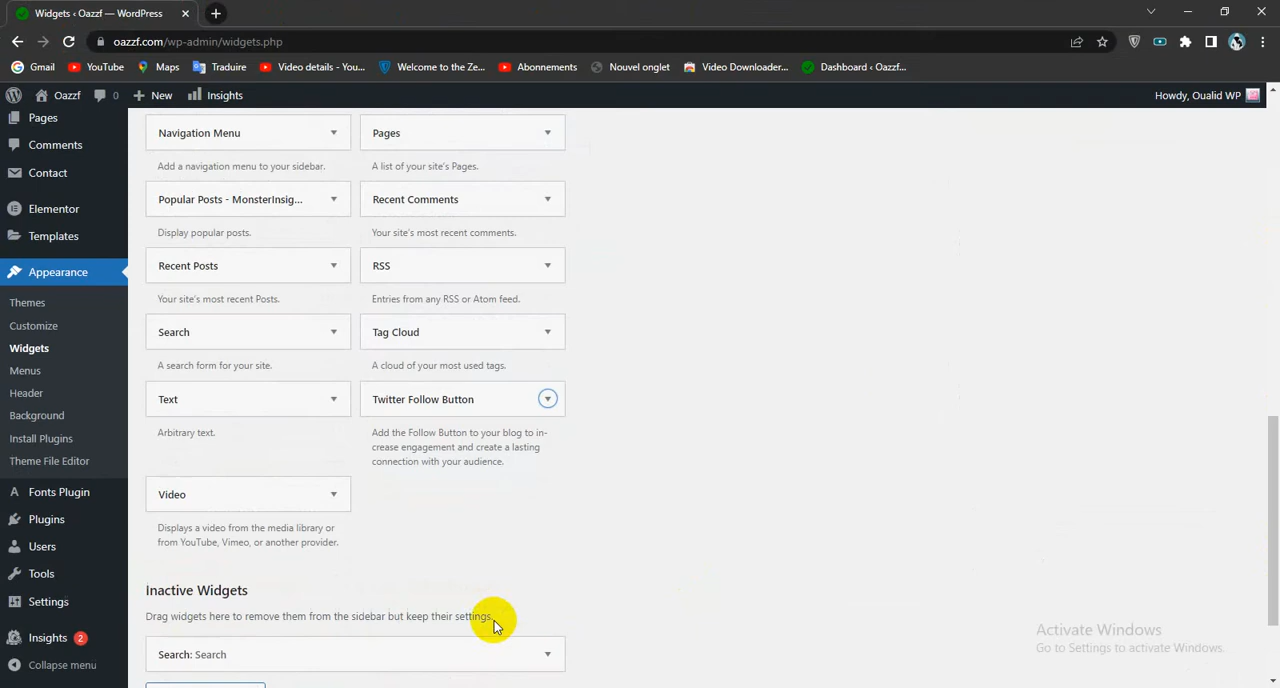 Widgets ‹ Oazzf — WordPress
oazzf.com/wp-admin/widgets.php
Gmail
YouTube
Maps
Traduire
Video details - You...
Welcome to the Ze...
Abonnements
Nouvel onglet
Video Downloader...
Dashboard ‹ Oazzf...
Oazzf
0
New
Insights
Howdy, Oualid WP
Pages
Comments
Contact
Elementor
Templates
Appearance
Themes
Customize
Widgets
Menus
Header
Background
Install Plugins
Theme File Editor
Fonts Plugin
Plugins
Users
Tools
Settings
Insights 2
Collapse menu
Navigation Menu
Add a navigation menu to your sidebar.
Pages
A list of your site's Pages.
Popular Posts - MonsterInsig...
Display popular posts.
Recent Comments
Your site's most recent comments.
Recent Posts
Your site's most recent Posts.
RSS
Entries from any RSS or Atom feed.
Search
A search form for your site.
Tag Cloud
A cloud of your most used tags.
Text
Arbitrary text.
Twitter Follow Button
Add the Follow Button to your blog to in-
crease engagement and create a lasting
connection with your audience.
Video
Displays a video from the media library or
from YouTube, Vimeo, or another provider.
Inactive Widgets
Drag widgets here to remove them from the sidebar but keep their settings.
Search: Search
Activate Windows
Go to Settings to activate Windows.